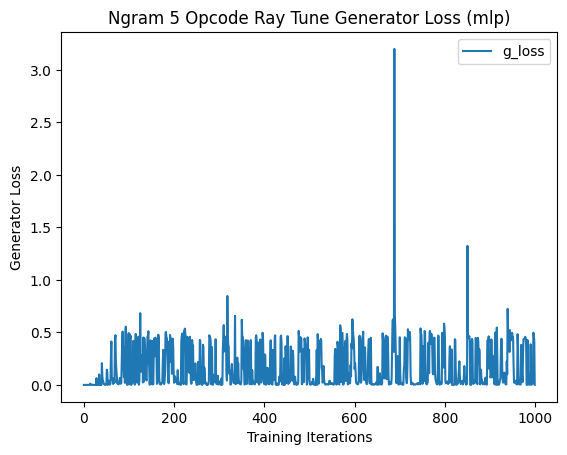 Ngram 5 Opcode Ray Tune Generator Loss (mlp)
g_loss
3.0
2.5
2.0
1.5
1.0
0.5
0.0
Generator Loss
0 200 400 600 800 1000
Training Iterations